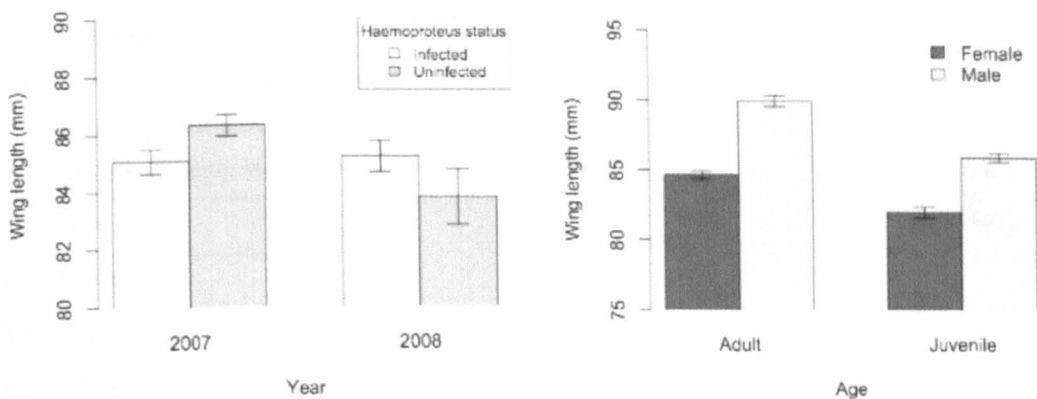 Wing length (mm)
90
88
86
84
82
80
Haemoproteus status
Infected
Uninfected
2007
2008
Year
Wing length (mm)
95
90
85
80
75
Female
Male
Adult
Juvenile
Age